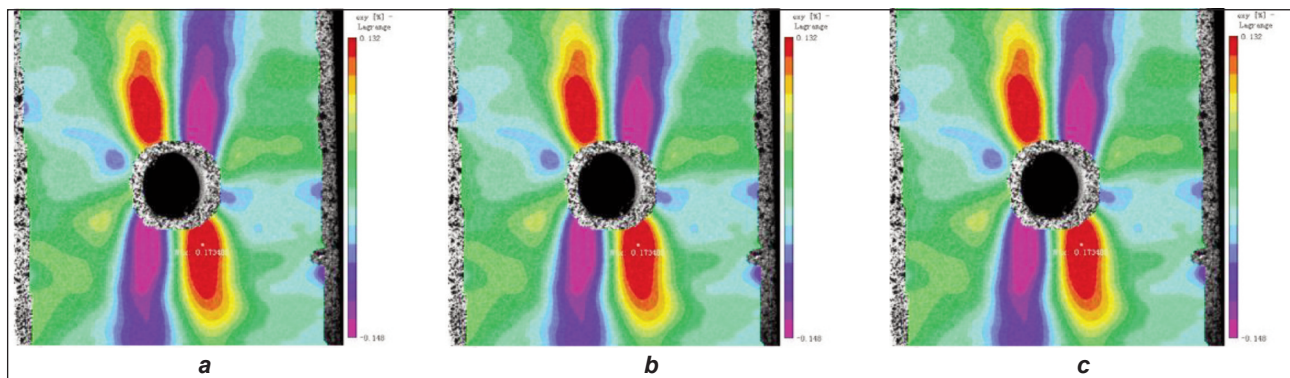 exy [%] -
Lagrange
0.132
-0.148
exy [%] -
Lagrange
0.132
-0.148
exy [%] -
Lagrange
0.132
-0.148
a
b
c